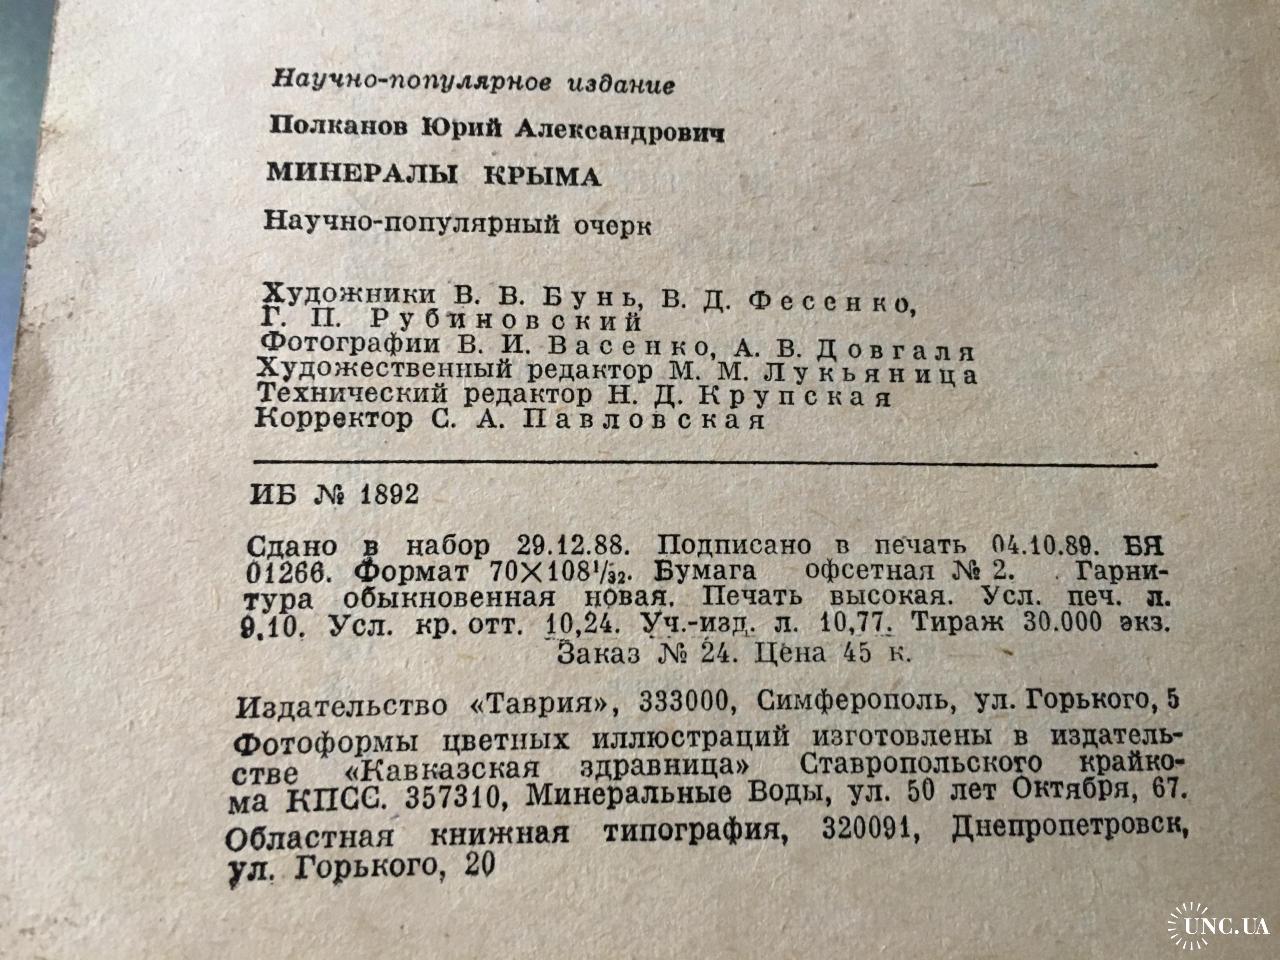 Научно-популярное издание
Полканов Юрий Александрович
МИНЕРАЛЫ КРЫМА
Научно-популярный очерк
Художники В. В. Бунь, В. Д. Фесенко,
Г. П. Рубиновский
Фотографии В. И. Васенко, А. В. Довгаля
Художественный редактор М. М. Лукьяница
Технический редактор Н. Д. Крупская
Корректор С. А. Павловская
ИБ № 1892
Сдано в набор 29.12.88. Подписано в печать 04.10.89. БЯ
01266. Формат 70×108¹/₃₂. Бумага офсетная № 2. Гарни-
тура обыкновенная новая. Печать высокая. Усл. печ. л.
9,10. Усл. кр. отт. 10,24. Уч.-изд. л. 10,77. Тираж 30.000 экз.
Заказ № 24. Цена 45 к.
Издательство «Таврия», 333000, Симферополь, ул. Горького, 5
Фотоформы цветных иллюстраций изготовлены в издатель-
стве «Кавказская здравница» Ставропольского крайко-
ма КПСС. 357310, Минеральные Воды, ул. 50 лет Октября, 67.
Областная книжная типография, 320091, Днепропетровск,
ул. Горького, 20
UNC.UA